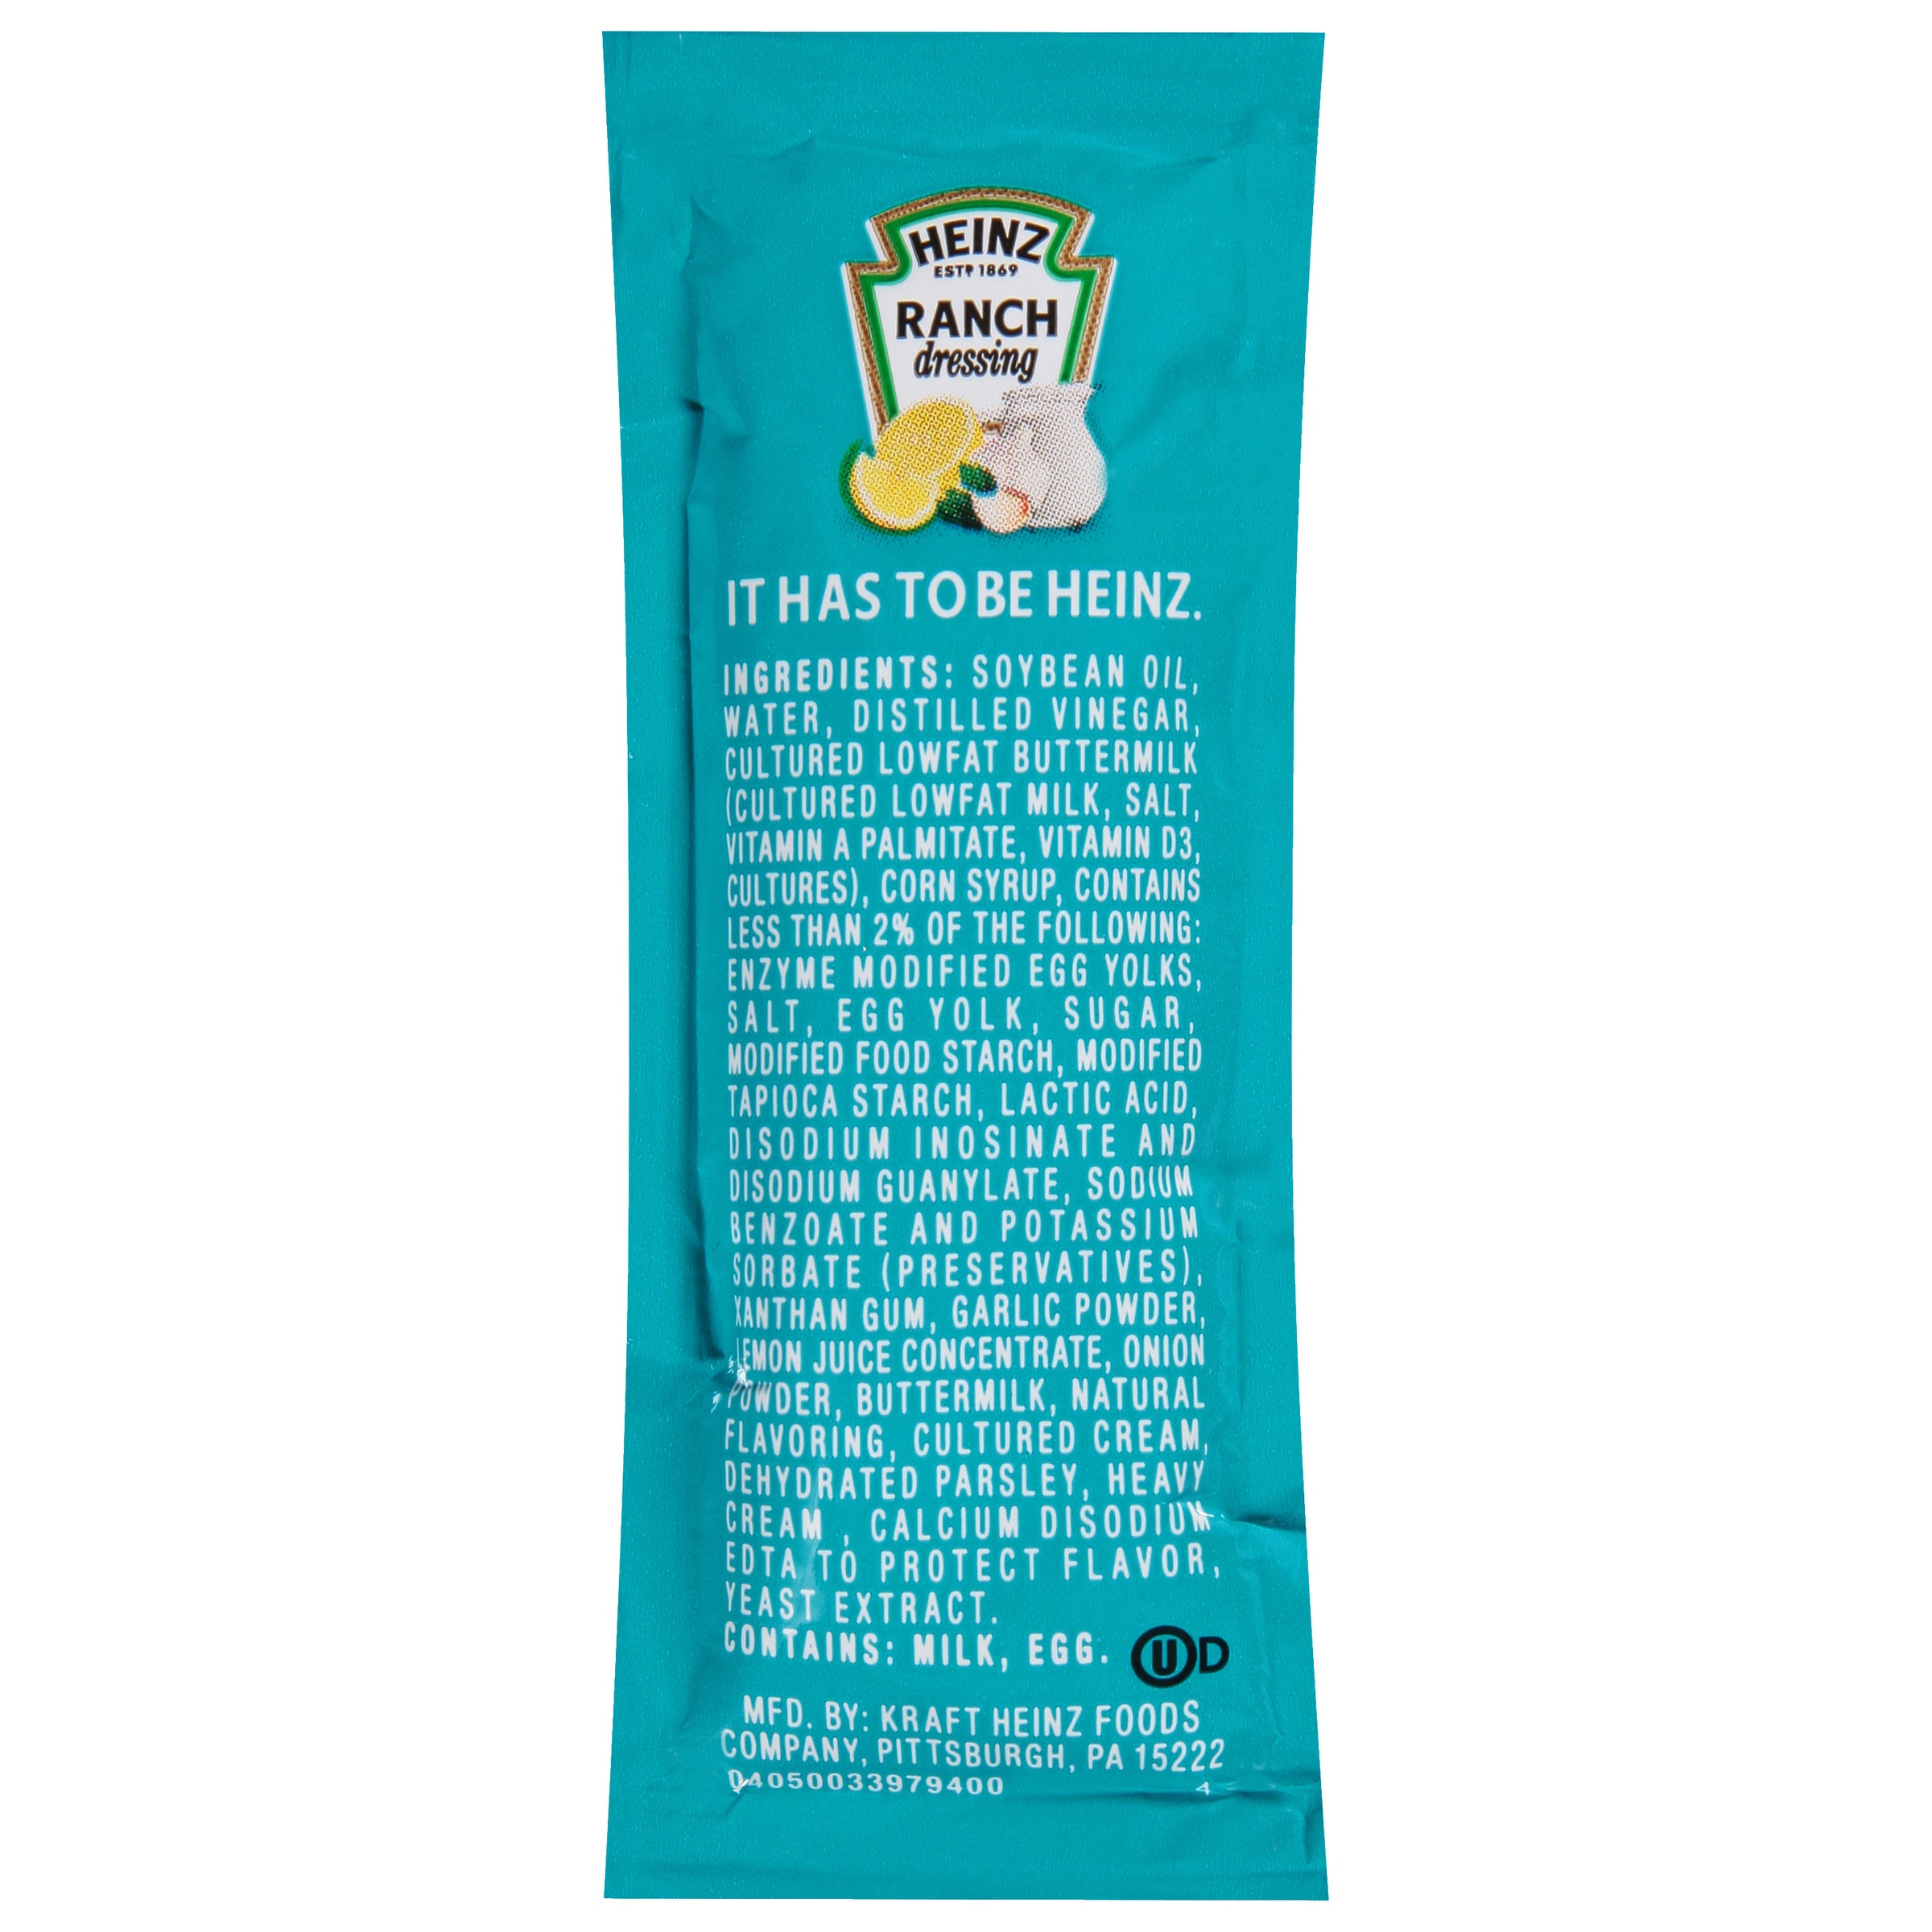 HEINZ
ESTD 1869
RANCH
dressing
IT HAS TO BE HEINZ.
INGREDIENTS: SOYBEAN OIL,
WATER, DISTILLED VINEGAR,
CULTURED LOWFAT BUTTERMILK
(CULTURED LOWFAT MILK, SALT,
VITAMIN A PALMITATE, VITAMIN D3,
CULTURES), CORN SYRUP, CONTAINS
LESS THAN 2% OF THE FOLLOWING:
ENZYME MODIFIED EGG YOLKS,
SALT, EGG YOLK, SUGAR,
MODIFIED FOOD STARCH, MODIFIED
TAPIOCA STARCH, LACTIC ACID,
DISODIUM INOSINATE AND
DISODIUM GUANYLATE, SODIUM
BENZOATE AND POTASSIUM
SORBATE (PRESERVATIVES),
XANTHAN GUM, GARLIC POWDER,
LEMON JUICE CONCENTRATE, ONION
POWDER, BUTTERMILK, NATURAL
FLAVORING, CULTURED CREAM,
DEHYDRATED PARSLEY, HEAVY
CREAM , CALCIUM DISODIUM
EDTA TO PROTECT FLAVOR,
YEAST EXTRACT.
CONTAINS: MILK, EGG. U D
MFD. BY: KRAFT HEINZ FOODS
COMPANY, PITTSBURGH, PA 15222
04050033979400 4